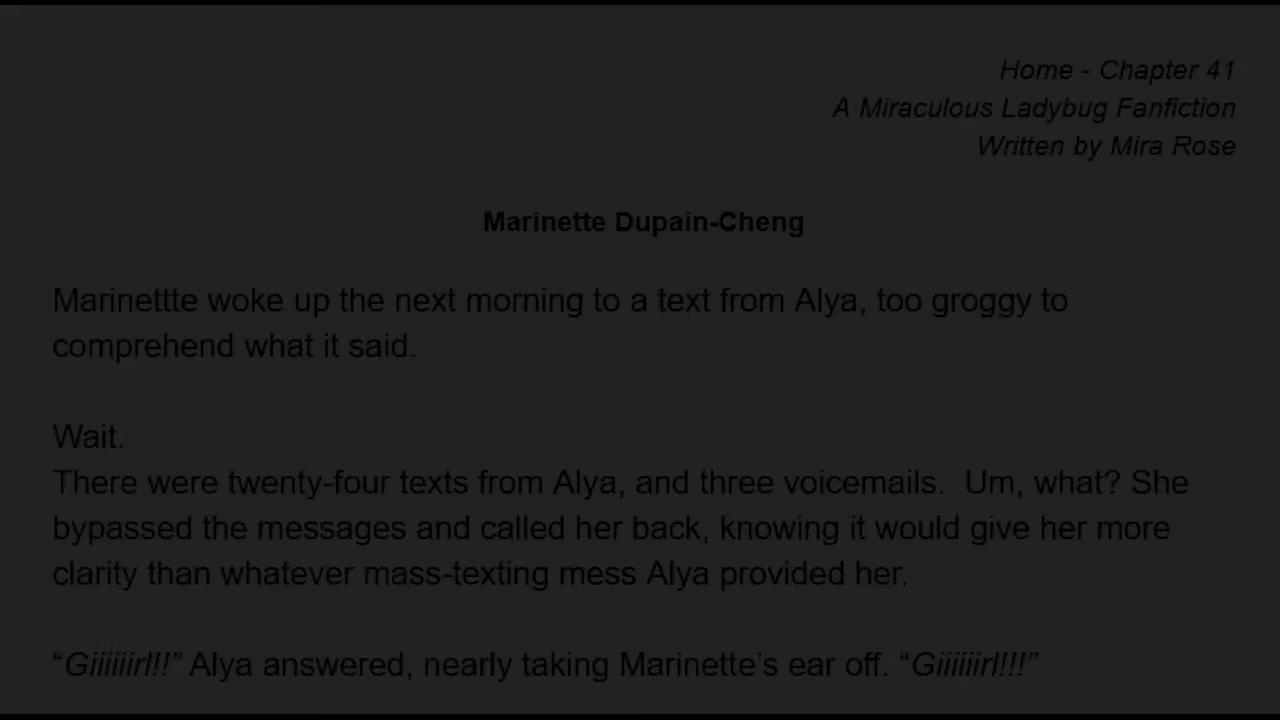 Home - Chapter 41
A Miraculous Ladybug Fanfiction
Written by Mira Rose
Marinette Dupain-Cheng
Marinettte woke up the next morning to a text from Alya, too groggy to
comprehend what it said.
Wait.
There were twenty-four texts from Alya, and three voicemails.  Um, what? She
bypassed the messages and called her back, knowing it would give her more
clarity than whatever mass-texting mess Alya provided her.
“Giiiiiirl!!” Alya answered, nearly taking Marinette’s ear off. “Giiiiiirl!!!”